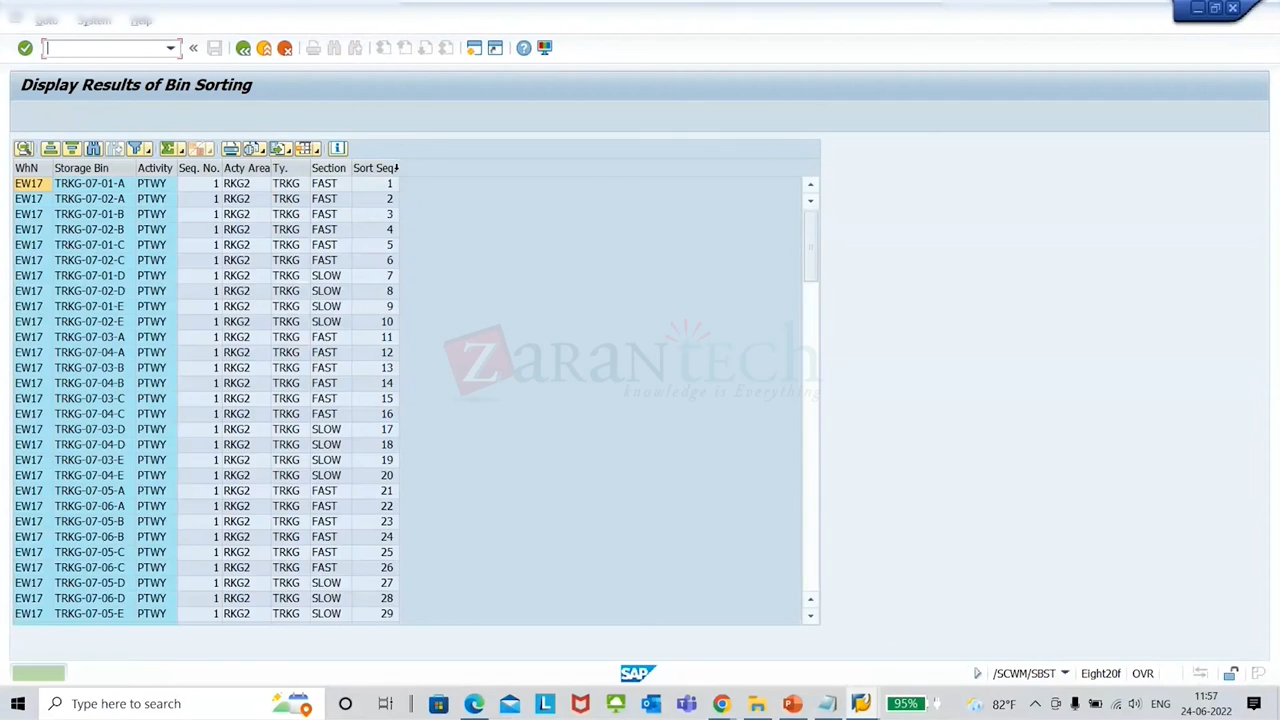 Goto System Help
Display Results of Bin Sorting
WhN Storage Bin Activity Seq. No. Acty Area Ty. Section Sort Seq
EW17 TRKG-07-01-A PTWY 1 RKG2 TRKG FAST 1
EW17 TRKG-07-02-A PTWY 1 RKG2 TRKG FAST 2
EW17 TRKG-07-01-B PTWY 1 RKG2 TRKG FAST 3
EW17 TRKG-07-02-B PTWY 1 RKG2 TRKG FAST 4
EW17 TRKG-07-01-C PTWY 1 RKG2 TRKG FAST 5
EW17 TRKG-07-02-C PTWY 1 RKG2 TRKG FAST 6
EW17 TRKG-07-01-D PTWY 1 RKG2 TRKG SLOW 7
EW17 TRKG-07-02-D PTWY 1 RKG2 TRKG SLOW 8
EW17 TRKG-07-01-E PTWY 1 RKG2 TRKG SLOW 9
EW17 TRKG-07-02-E PTWY 1 RKG2 TRKG SLOW 10
EW17 TRKG-07-03-A PTWY 1 RKG2 TRKG FAST 11
EW17 TRKG-07-04-A PTWY 1 RKG2 TRKG FAST 12
EW17 TRKG-07-03-B PTWY 1 RKG2 TRKG FAST 13
EW17 TRKG-07-04-B PTWY 1 RKG2 TRKG FAST 14
EW17 TRKG-07-03-C PTWY 1 RKG2 TRKG FAST 15
EW17 TRKG-07-04-C PTWY 1 RKG2 TRKG FAST 16
EW17 TRKG-07-03-D PTWY 1 RKG2 TRKG SLOW 17
EW17 TRKG-07-04-D PTWY 1 RKG2 TRKG SLOW 18
EW17 TRKG-07-03-E PTWY 1 RKG2 TRKG SLOW 19
EW17 TRKG-07-04-E PTWY 1 RKG2 TRKG SLOW 20
EW17 TRKG-07-05-A PTWY 1 RKG2 TRKG FAST 21
EW17 TRKG-07-06-A PTWY 1 RKG2 TRKG FAST 22
EW17 TRKG-07-05-B PTWY 1 RKG2 TRKG FAST 23
EW17 TRKG-07-06-B PTWY 1 RKG2 TRKG FAST 24
EW17 TRKG-07-05-C PTWY 1 RKG2 TRKG FAST 25
EW17 TRKG-07-06-C PTWY 1 RKG2 TRKG FAST 26
EW17 TRKG-07-05-D PTWY 1 RKG2 TRKG SLOW 27
EW17 TRKG-07-06-D PTWY 1 RKG2 TRKG SLOW 28
EW17 TRKG-07-05-E PTWY 1 RKG2 TRKG SLOW 29
ZaranTech
knowledge is Everything
SAP
/SCWM/SBST Eight20f OVR
Type here to search
95%
82°F
ENG
11:57
24-06-2022